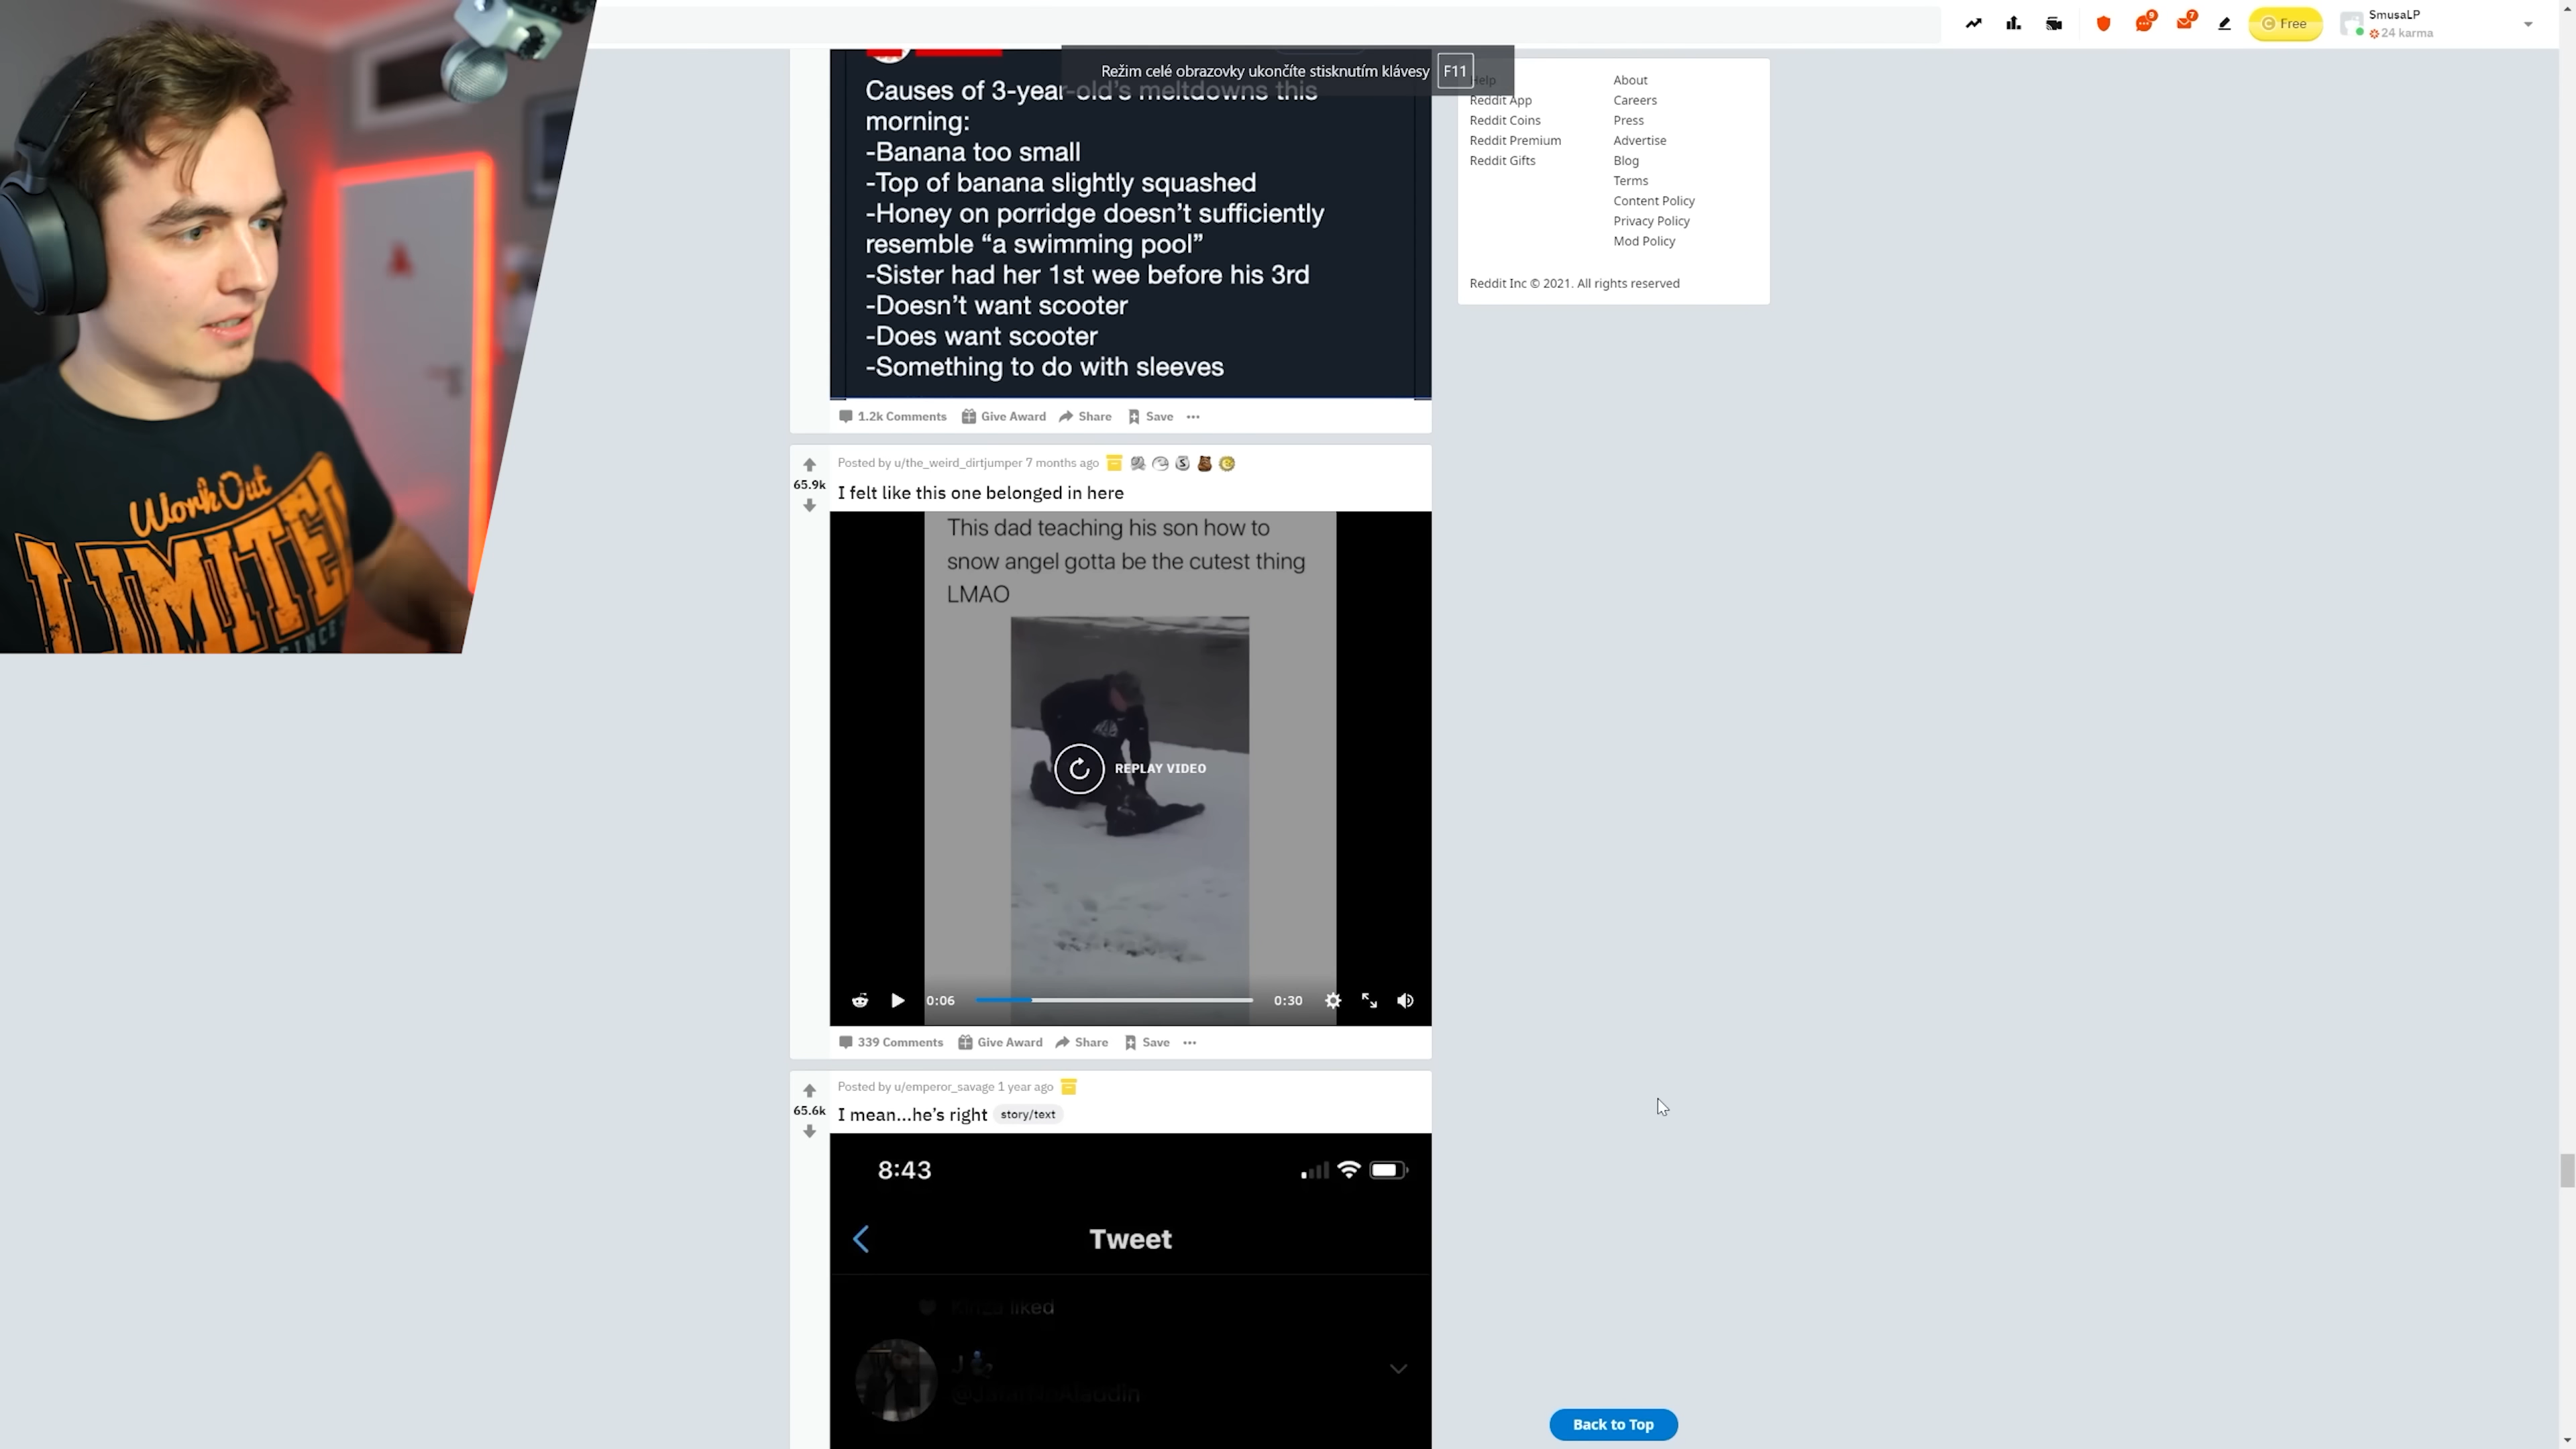 Free
SmusaLP
24 karma
9
7
Režim celé obrazovky ukončíte stisknutím klávesy F11
Causes of 3-year-old's meltdowns this
morning:
-Banana too small
-Top of banana slightly squashed
-Honey on porridge doesn't sufficiently
resemble “a swimming pool”
-Sister had her 1st wee before his 3rd
-Doesn't want scooter
-Does want scooter
-Something to do with sleeves
1.2k Comments Give Award Share Save
Help About
Reddit App Careers
Reddit Coins Press
Reddit Premium Advertise
Reddit Gifts Blog
Terms
Content Policy
Privacy Policy
Mod Policy
Reddit Inc © 2021. All rights reserved
Work Out
LIMITED
SINCE
Posted by u/the_weird_dirtjumper 7 months ago
65.9k
I felt like this one belonged in here
This dad teaching his son how to
snow angel gotta be the cutest thing
LMAO
REPLAY VIDEO
0:06 0:30
339 Comments Give Award Share Save
Posted by u/emperor_savage 1 year ago
65.6k
I mean...he's right story/text
8:43
Tweet
liked
Back to Top